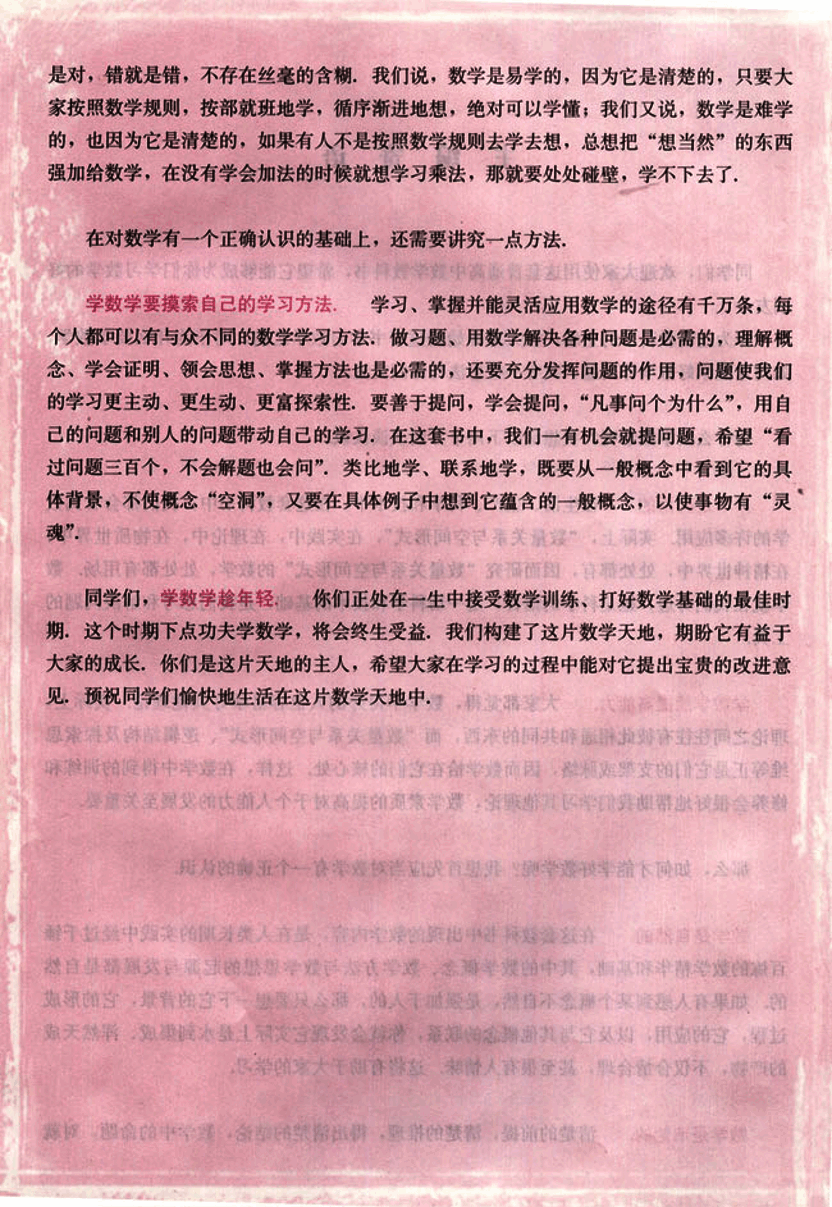 是对，错就是错，不存在丝毫的含糊．我们说，数学是易学的，因为它是清楚的，只要大
家按照数学规则，按部就班地学，循序渐进地想，绝对可以学懂；我们又说，数学是难学
的，也因为它是清楚的，如果有人不是按照数学规则去学去想，总想把“想当然”的东西
强加给数学，在没有学会加法的时候就想学习乘法，那就要处处碰壁，学不下去了．
在对数学有一个正确认识的基础上，还需要讲究一点方法．
学数学要摸索自己的学习方法． 学习、掌握并能灵活应用数学的途径有千万条，每
个人都可以有与众不同的数学学习方法．做习题、用数学解决各种问题是必需的，理解概
念、学会证明、领会思想、掌握方法也是必需的，还要充分发挥问题的作用，问题使我们
的学习更主动、更生动、更富探索性．要善于提问，学会提问，“凡事问个为什么”，用自
己的问题和别人的问题带动自己的学习．在这套书中，我们一有机会就提问题，希望“看
过问题三百个，不会解题也会问”．类比地学、联系地学，既要从一般概念中看到它的具
体背景，不使概念“空洞”，又要在具体例子中想到它蕴含的一般概念，以使事物有“灵
魂”．
同学们，学数学趁年轻． 你们正处在一生中接受数学训练、打好数学基础的最佳时
期．这个时期下点功夫学数学，将会终生受益．我们构建了这片数学天地，期盼它有益于
大家的成长．你们是这片天地的主人，希望大家在学习的过程中能对它提出宝贵的改进意
见．预祝同学们愉快地生活在这片数学天地中．